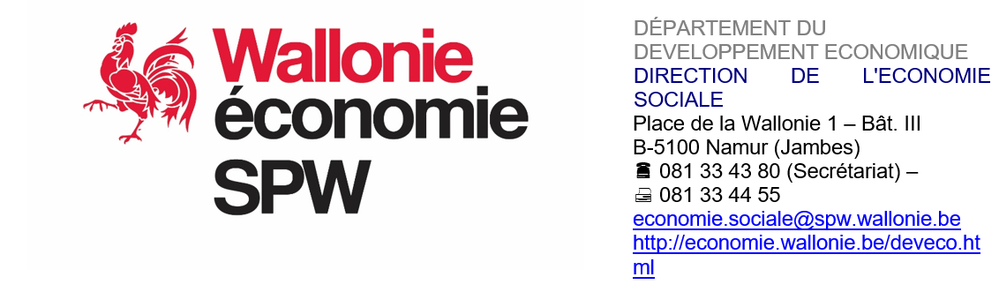 Wallonie
économie
SPW
DÉPARTEMENT DU
DEVELOPPEMENT ECONOMIQUE
DIRECTION DE L'ECONOMIE
SOCIALE
Place de la Wallonie 1 – Bât. III
B-5100 Namur (Jambes)
🕿 081 33 43 80 (Secrétariat) –
🖷 081 33 44 55
economie.sociale@spw.wallonie.be
http://economie.wallonie.be/deveco.ht
ml